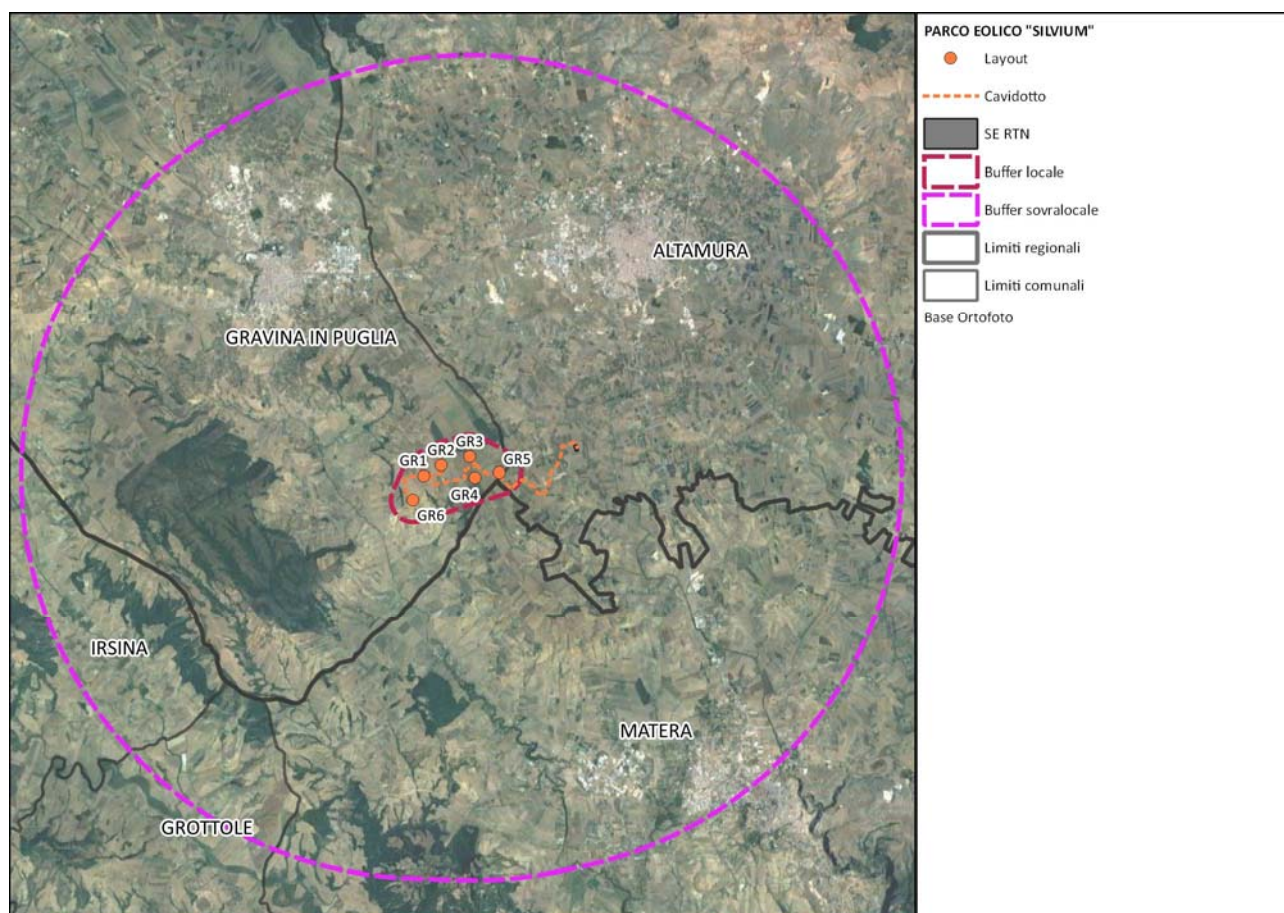 ALTAMURA
GRAVINA IN PUGLIA
GR3
GR2
GR1
GR5
GR4
GR6
IRSINA
MATERA
GROTTOLE
PARCO EOLICO "SILVIUM"
Layout
Cavidotto
SE RTN
Buffer locale
Buffer sovralocale
Limiti regionali
Limiti comunali
Base Ortofoto